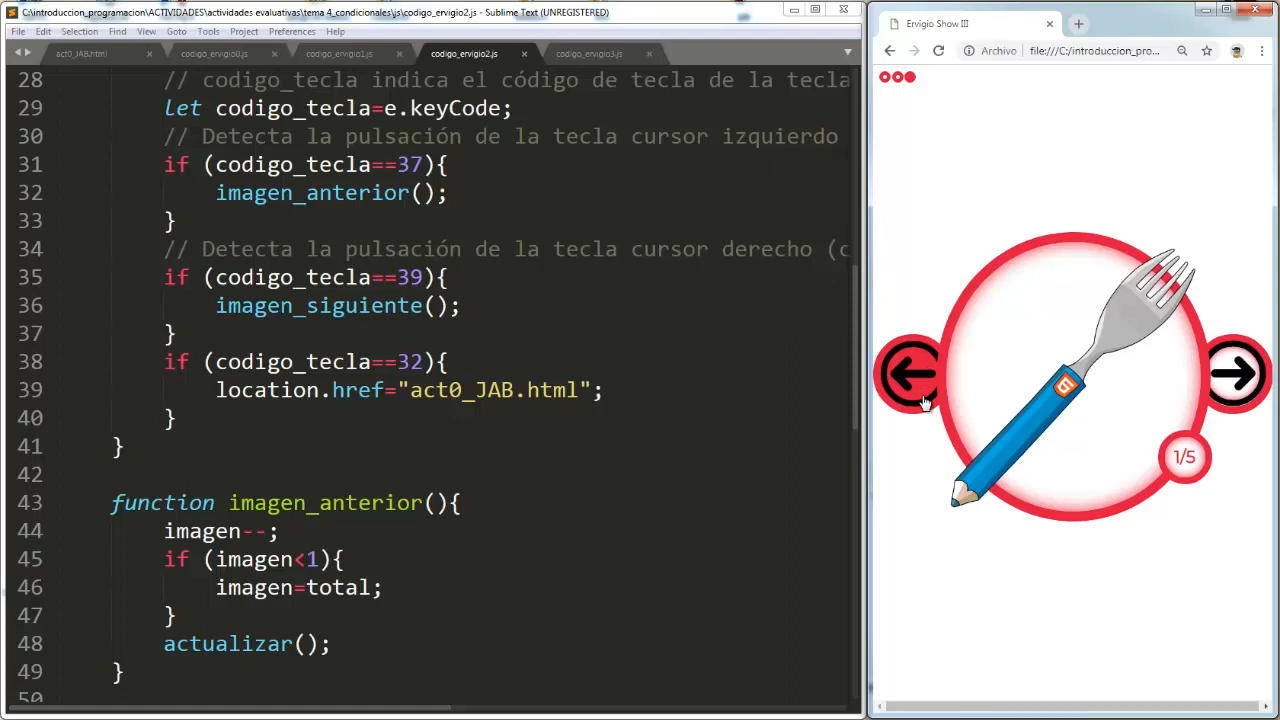 C:\introduccion_programacion\ACTIVIDADES\actividades evaluativas\tema 4_condicionales\js\codigo_ervigio2.js - Sublime Text (UNREGISTERED)
File Edit Selection Find View Goto Tools Project Preferences Help
act0_JAB.html codigo_ervigio0.js codigo_ervigio1.js codigo_ervigio2.js codigo_ervigio3.js
28 // codigo_tecla indica el código de tecla de la tecla
29 let codigo_tecla=e.keyCode;
30 // Detecta la pulsación de la tecla cursor izquierdo
31 if (codigo_tecla==37){
32 imagen_anterior();
33 }
34 // Detecta la pulsación de la tecla cursor derecho (c
35 if (codigo_tecla==39){
36 imagen_siguiente();
37 }
38 if (codigo_tecla==32){
39 location.href="act0_JAB.html";
40 }
41 }
42
43 function imagen_anterior(){
44 imagen--;
45 if (imagen<1){
46 imagen=total;
47 }
48 actualizar();
49 }
50
Ervigio Show III
Archivo file:///C:/introduccion_pro...
1/5